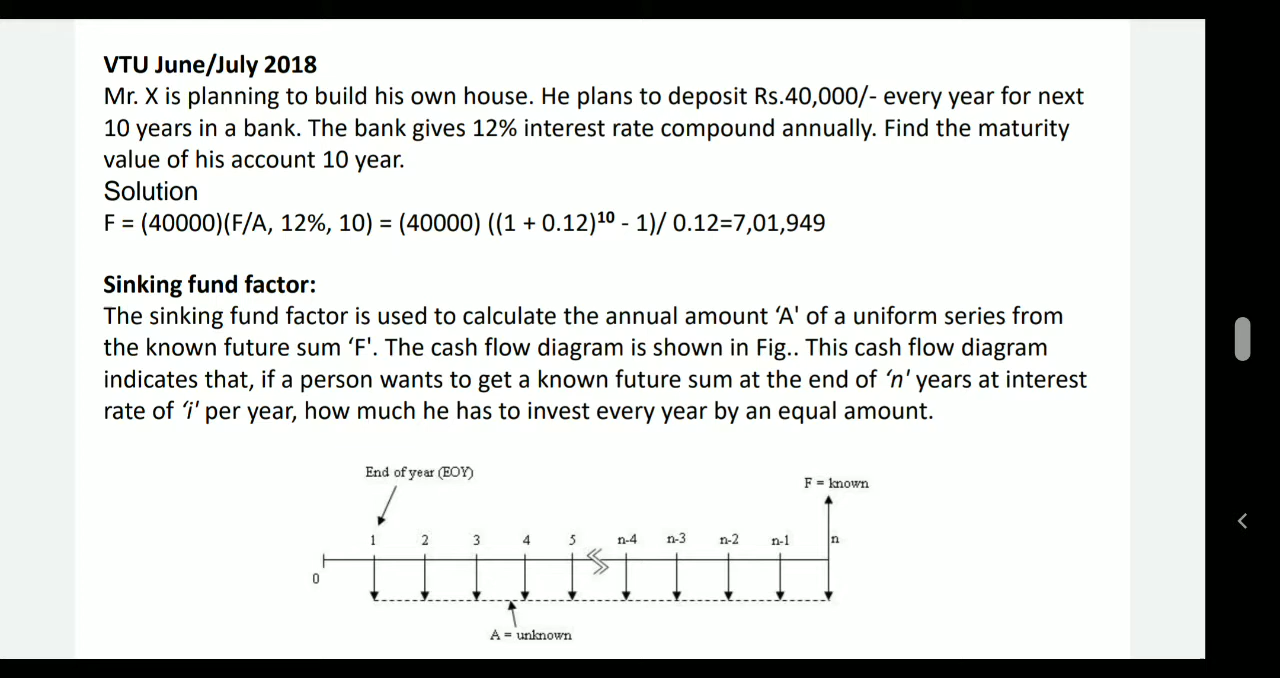 VTU June/July 2018
Mr. X is planning to build his own house. He plans to deposit Rs.40,000/- every year for next
10 years in a bank. The bank gives 12% interest rate compound annually. Find the maturity
value of his account 10 year.
Solution
F = (40000)(F/A, 12%, 10) = (40000) ((1 + 0.12)¹⁰ - 1)/ 0.12=7,01,949
Sinking fund factor:
The sinking fund factor is used to calculate the annual amount ‘A' of a uniform series from
the known future sum ‘F'. The cash flow diagram is shown in Fig.. This cash flow diagram
indicates that, if a person wants to get a known future sum at the end of ‘n' years at interest
rate of ‘i' per year, how much he has to invest every year by an equal amount.
End of year (EOY)
F = known
1 2 3 4 5 n-4 n-3 n-2 n-1 n
0
A = unknown